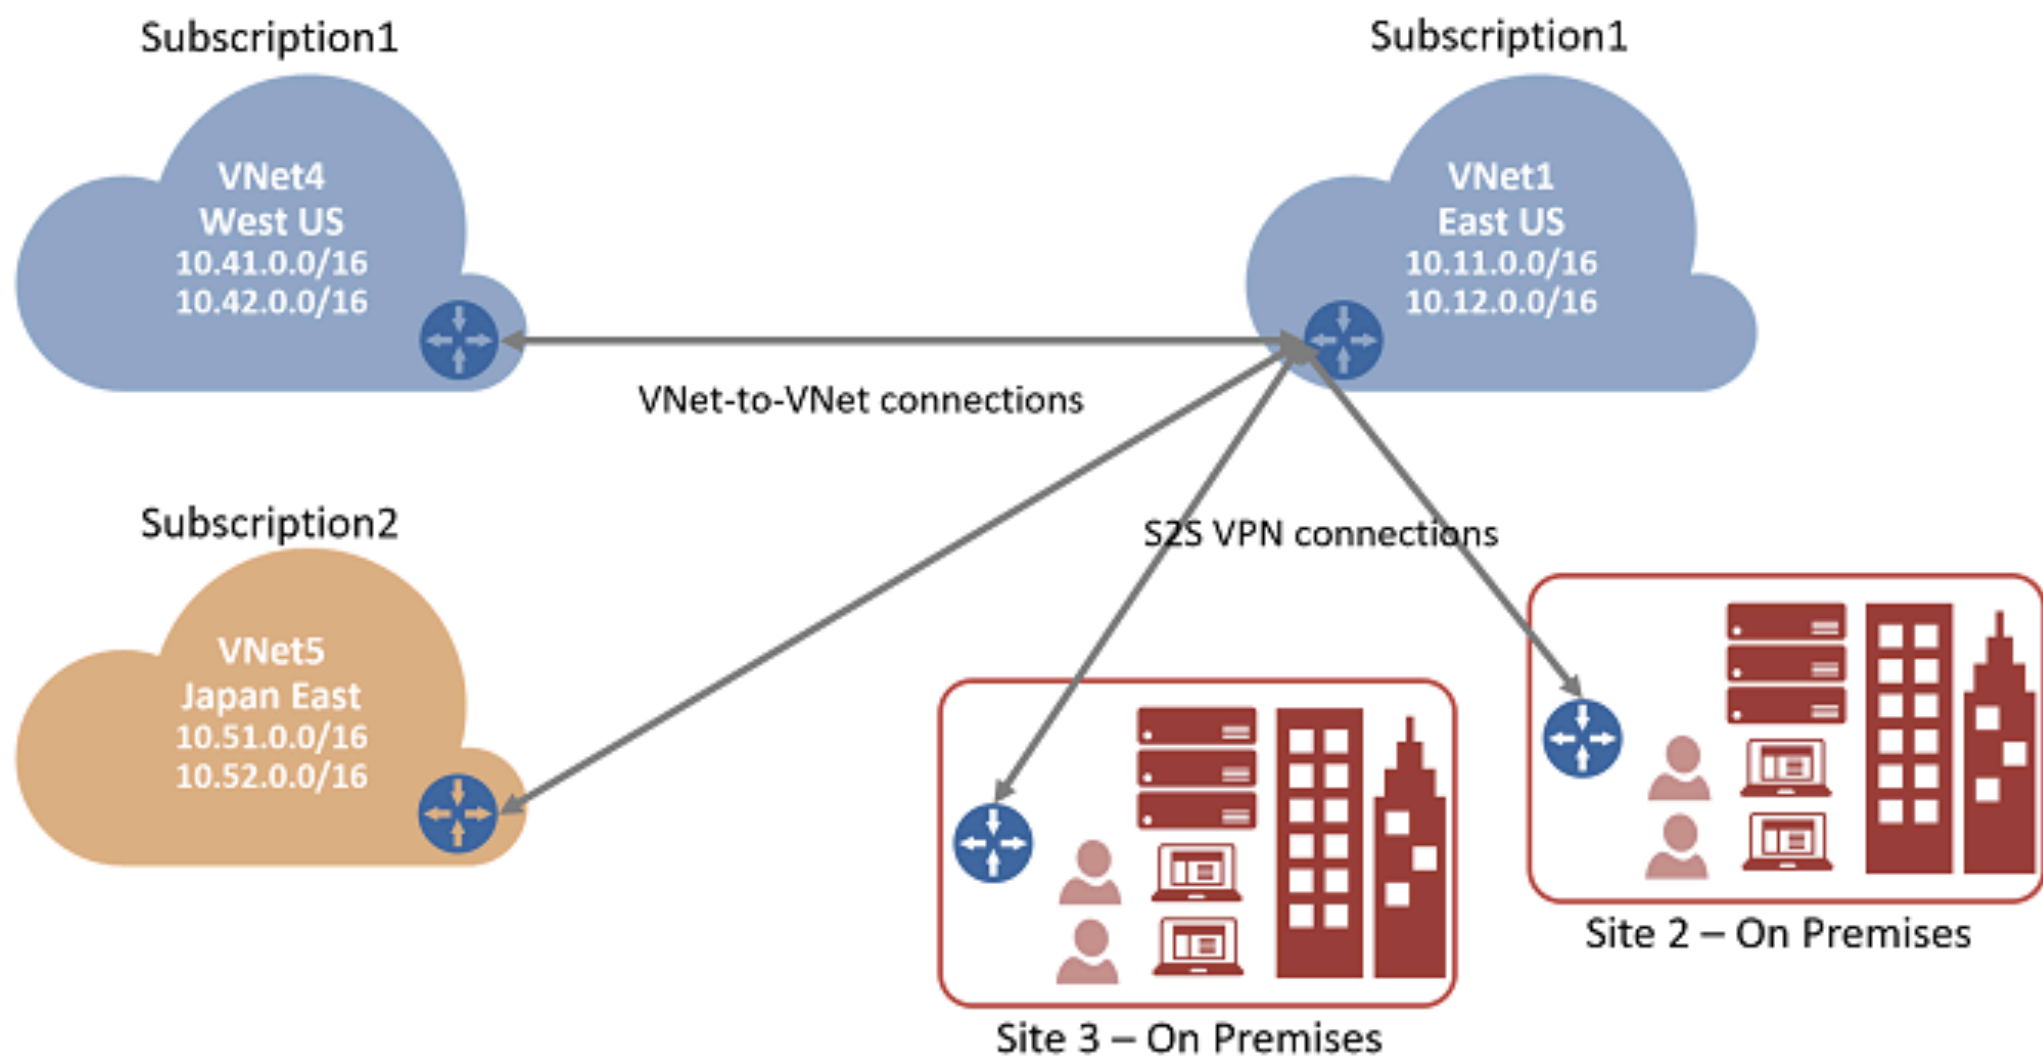 Subscription1
VNet4
West US
10.41.0.0/16
10.42.0.0/16
Subscription1
VNet1
East US
10.11.0.0/16
10.12.0.0/16
VNet-to-VNet connections
Subscription2
VNet5
Japan East
10.51.0.0/16
10.52.0.0/16
S2S VPN connections
Site 2 – On Premises
Site 3 – On Premises